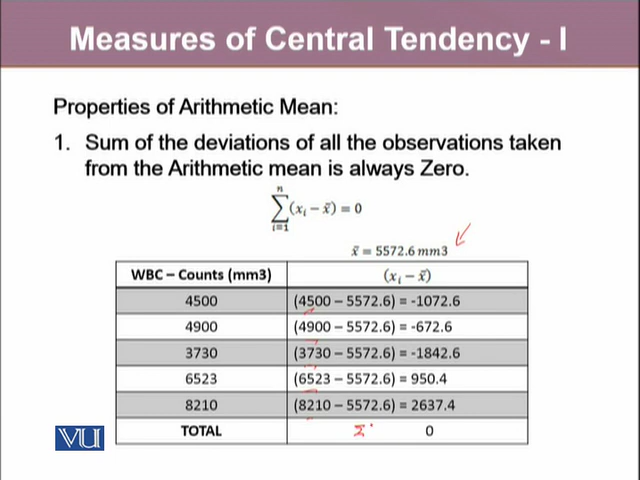 Measures of Central Tendency - I
Properties of Arithmetic Mean:
1. Sum of the deviations of all the observations taken
from the Arithmetic mean is always Zero.
n
∑(xᵢ − x̄) = 0
i=1
x̄ = 5572.6 mm3
WBC – Counts (mm3) (xᵢ − x̄)
4500 (4500 – 5572.6) = -1072.6
4900 (4900 – 5572.6) = -672.6
3730 (3730 – 5572.6) = -1842.6
6523 (6523 – 5572.6) = 950.4
8210 (8210 – 5572.6) = 2637.4
TOTAL Σ 0
VU